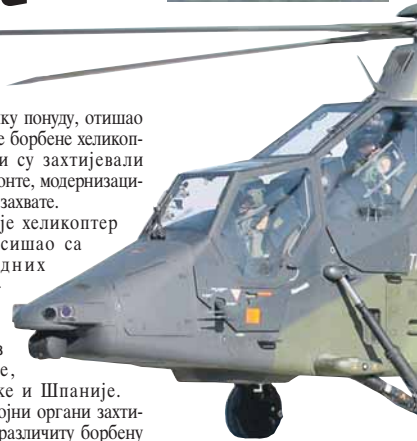 ку понуду, отишао
е борбене хеликоп-
и су захтијевали
онте, модернизаци-
захвате.
је хеликоптер
сишао са
дних
з
е,
ке и Шпаније.
ојни органи захти-
различиту борбену